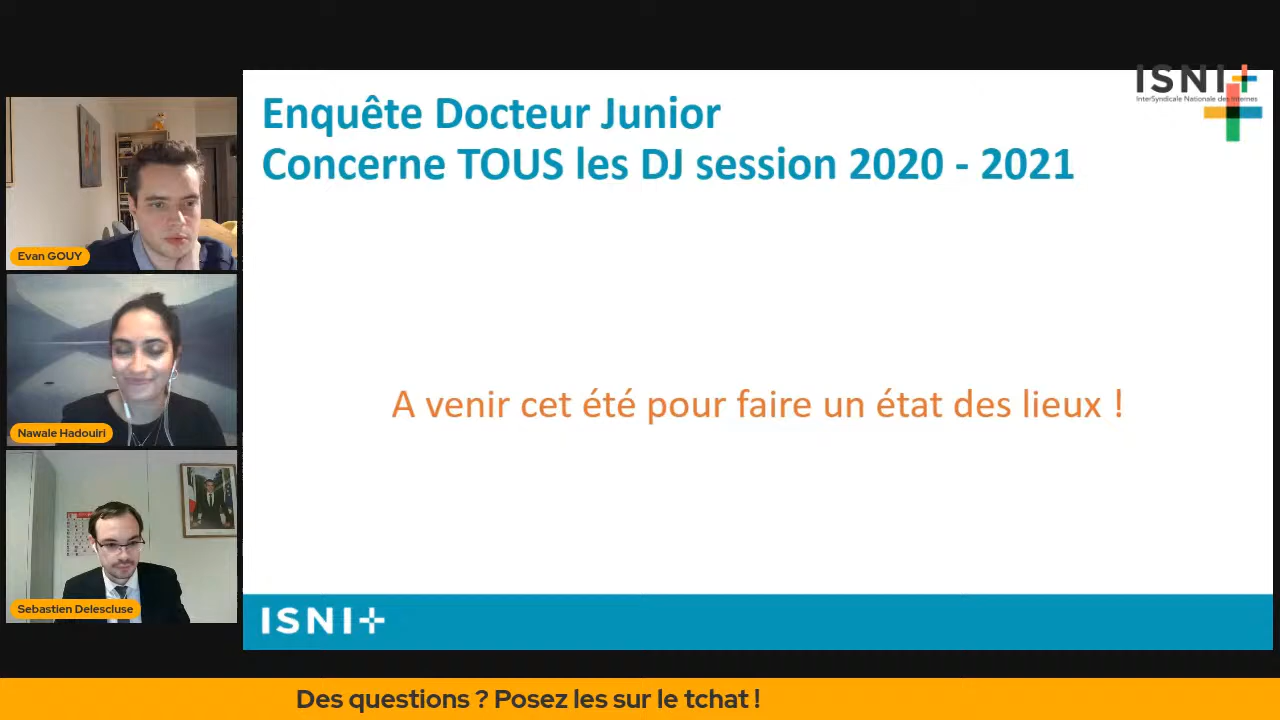 ISNI
InterSyndicale Nationale des Internes
Enquête Docteur Junior
Concerne TOUS les DJ session 2020 - 2021
Evan GOUY
Nawale Hadouiri
A venir cet été pour faire un état des lieux !
Sebastien Delescluse
ISNI+
Des questions ? Posez les sur le tchat !